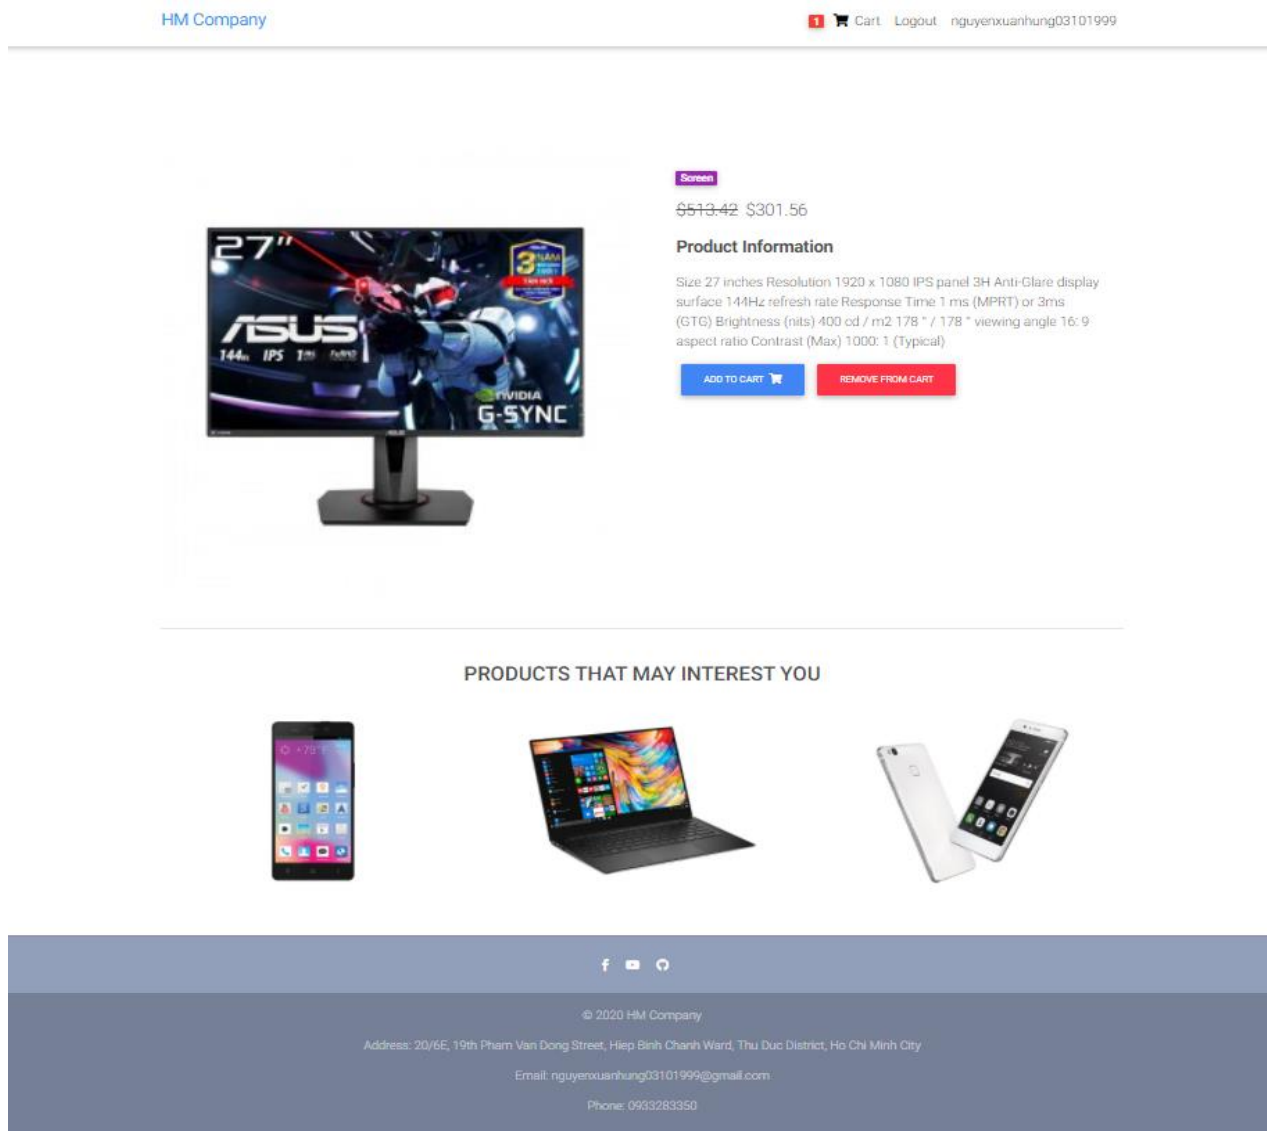 HM Company
1 Cart Logout nguyenxuanhung03101999
Screen
$513.42 $301.56
Product Information
27"
3 NĂM
ASUS
144Hz IPS 1ms
Size 27 inches Resolution 1920 x 1080 IPS panel 3H Anti-Glare display
surface 144Hz refresh rate Response Time 1 ms (MPRT) or 3ms
(GTG) Brightness (nits) 400 cd / m2 178 ° / 178 ° viewing angle 16: 9
aspect ratio Contrast (Max) 1000: 1 (Typical)
ADD TO CART REMOVE FROM CART
NVIDIA
G-SYNC
PRODUCTS THAT MAY INTEREST YOU
© 2020 HM Company
Address: 20/6E, 19th Pham Van Dong Street, Hiep Binh Chanh Ward, Thu Duc District, Ho Chi Minh City
Email: nguyenxuanhung03101999@gmail.com
Phone: 0933283350